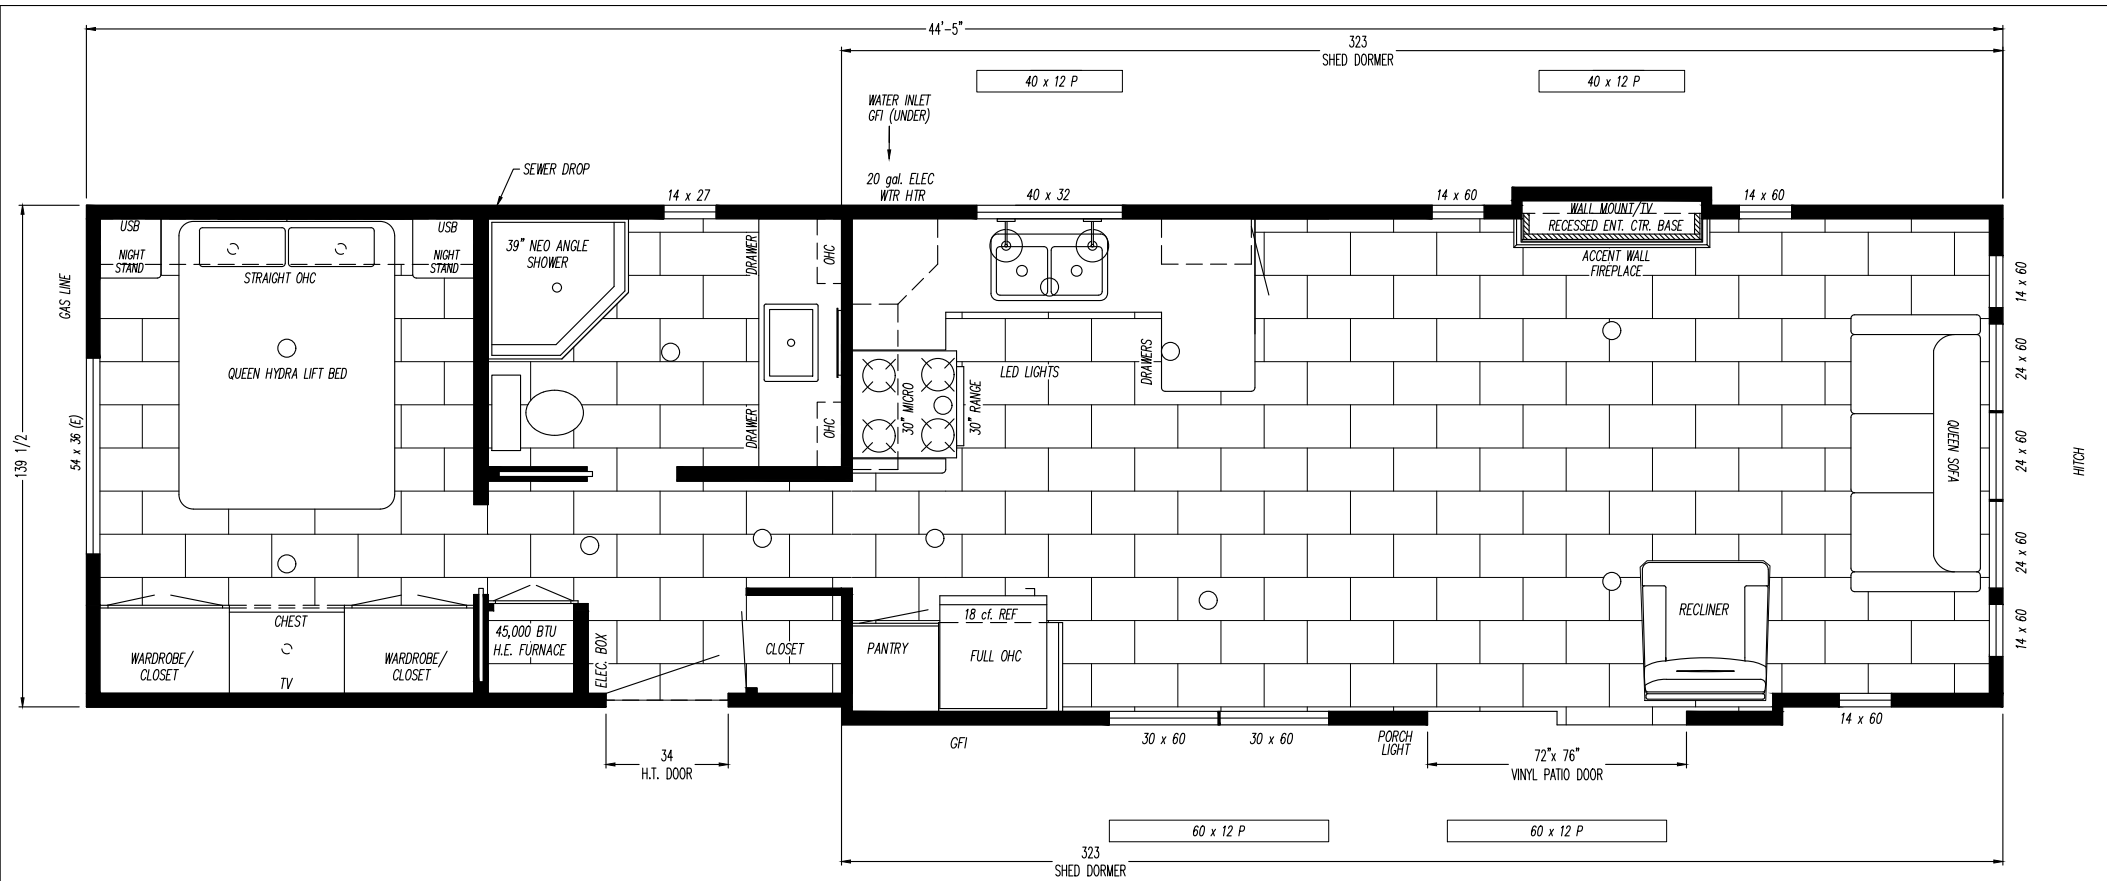 44'-5"
323
SHED DORMER
40 x 12 P
40 x 12 P
WATER INLET
GFI (UNDER)
SEWER DROP
20 gal. ELEC
WTR HTR
14 x 27
40 x 32
14 x 60
14 x 60
USB
NIGHT
STAND
USB
NIGHT
STAND
STRAIGHT OHC
QUEEN HYDRA LIFT BED
GAS LINE
54 x 36 (E)
139 1/2
39" NEO ANGLE
SHOWER
DRAWER
DRAWER
OHC
OHC
30" MICRO
30" RANGE
LED LIGHTS
DRAWERS
WALL MOUNT/TV
RECESSED ENT. CTR. BASE
ACCENT WALL
FIREPLACE
14 x 60
24 x 60
24 x 60
24 x 60
14 x 60
QUEEN SOFA
HITCH
RECLINER
CHEST
TV
WARDROBE/
CLOSET
WARDROBE/
CLOSET
45,000 BTU
H.E. FURNACE
ELEC. BOX
CLOSET
PANTRY
18 cf. REF
FULL OHC
34
H.T. DOOR
GFI
30 x 60
30 x 60
PORCH
LIGHT
72"x 76"
VINYL PATIO DOOR
14 x 60
60 x 12 P
60 x 12 P
323
SHED DORMER